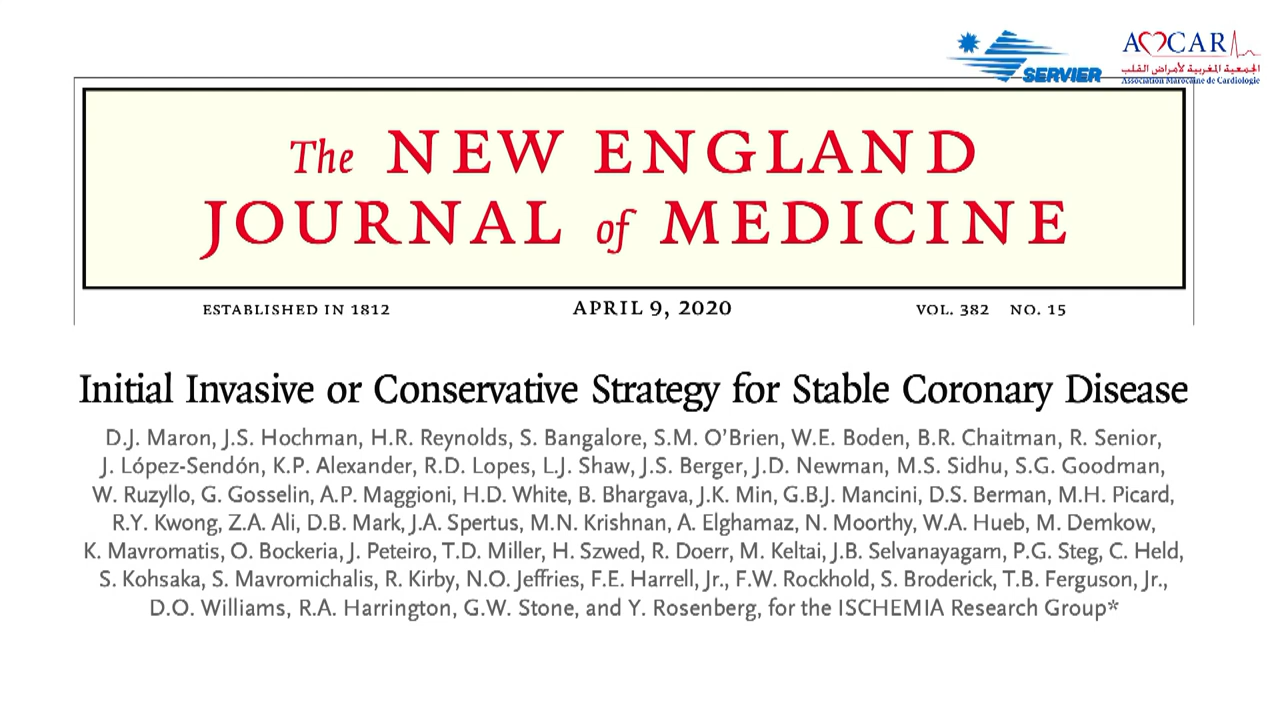 SERVIER
AMCAR
الجمعية المغربية لأمراض القلب
Association Marocaine de Cardiologie
The NEW ENGLAND
JOURNAL of MEDICINE
ESTABLISHED IN 1812 APRIL 9, 2020 VOL. 382 NO. 15
Initial Invasive or Conservative Strategy for Stable Coronary Disease
D.J. Maron, J.S. Hochman, H.R. Reynolds, S. Bangalore, S.M. O’Brien, W.E. Boden, B.R. Chaitman, R. Senior,
J. López-Sendón, K.P. Alexander, R.D. Lopes, L.J. Shaw, J.S. Berger, J.D. Newman, M.S. Sidhu, S.G. Goodman,
W. Ruzyllo, G. Gosselin, A.P. Maggioni, H.D. White, B. Bhargava, J.K. Min, G.B.J. Mancini, D.S. Berman, M.H. Picard,
R.Y. Kwong, Z.A. Ali, D.B. Mark, J.A. Spertus, M.N. Krishnan, A. Elghamaz, N. Moorthy, W.A. Hueb, M. Demkow,
K. Mavromatis, O. Bockeria, J. Peteiro, T.D. Miller, H. Szwed, R. Doerr, M. Keltai, J.B. Selvanayagam, P.G. Steg, C. Held,
S. Kohsaka, S. Mavromichalis, R. Kirby, N.O. Jeffries, F.E. Harrell, Jr., F.W. Rockhold, S. Broderick, T.B. Ferguson, Jr.,
D.O. Williams, R.A. Harrington, G.W. Stone, and Y. Rosenberg, for the ISCHEMIA Research Group*